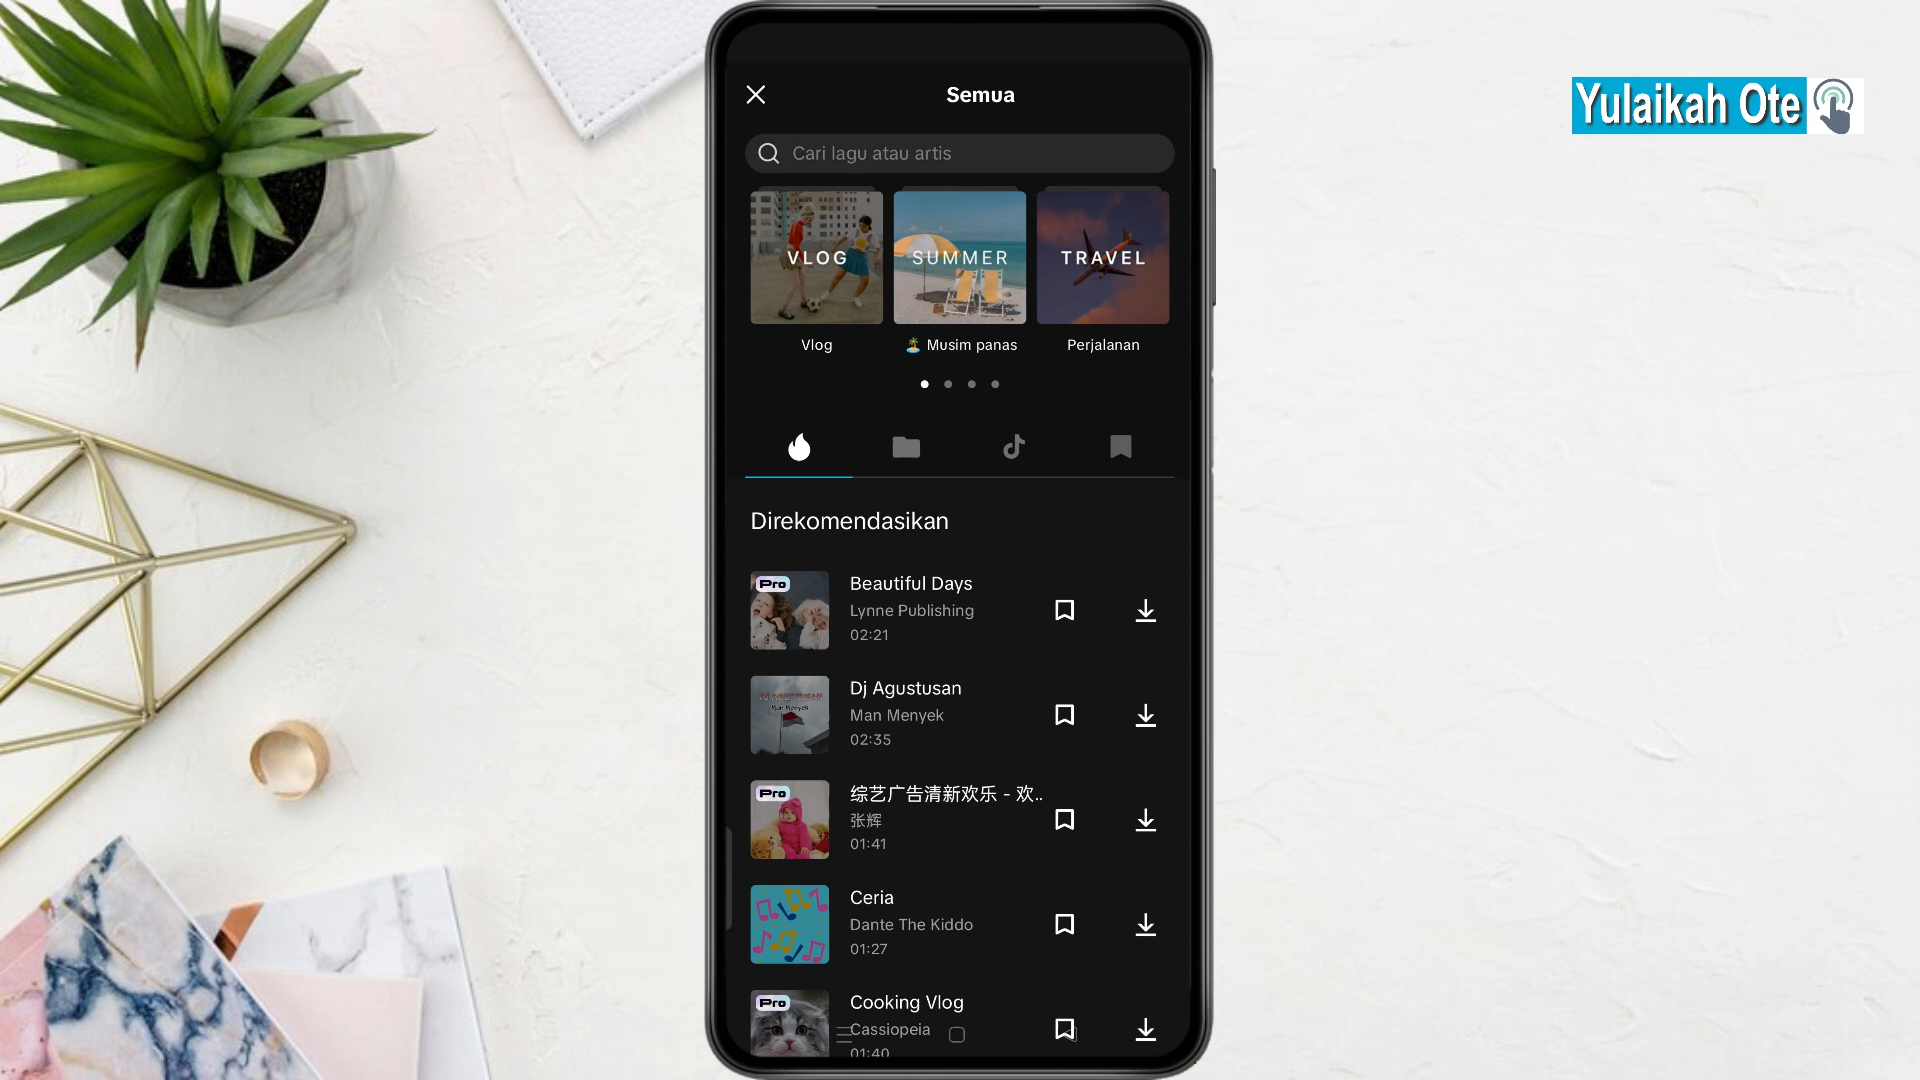 Semua
Yulaikah Ote
Cari lagu atau artis
VLOG
SUMMER
TRAVEL
Vlog
🏝️ Musim panas
Perjalanan
Direkomendasikan
Pro
Beautiful Days
Lynne Publishing
02:21
Dj Agustusan
Man Menyek
Man Menyek
02:35
Pro
综艺广告清新欢乐 - 欢..
张辉
01:41
Ceria
Dante The Kiddo
01:27
Pro
Cooking Vlog
Cassiopeia
01:40